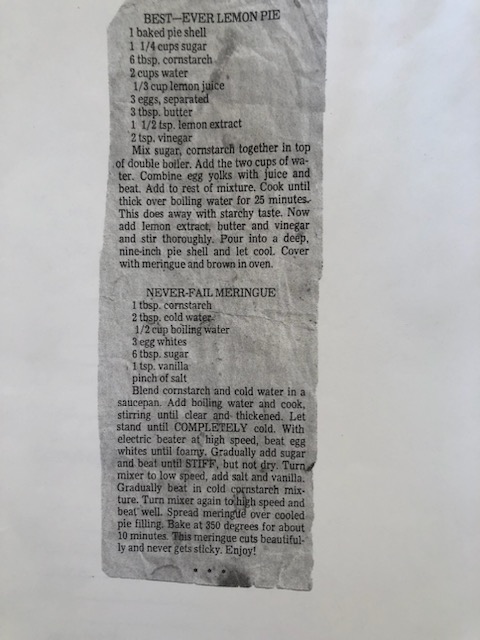 BEST—EVER LEMON PIE
1 baked pie shell
1 1/4 cups sugar
6 tbsp. cornstarch
2 cups water
1/3 cup lemon juice
3 eggs, separated
3 tbsp. butter
1 1/2 tsp. lemon extract
2 tsp. vinegar
Mix sugar, cornstarch together in top
of double boiler. Add the two cups of wa-
ter. Combine egg yolks with juice and
beat. Add to rest of mixture. Cook until
thick over boiling water for 25 minutes.
This does away with starchy taste. Now
add lemon extract, butter and vinegar
and stir thoroughly. Pour into a deep,
nine-inch pie shell and let cool. Cover
with meringue and brown in oven.
NEVER-FAIL MERINGUE
1 tbsp. cornstarch
2 tbsp. cold water
1/2 cup boiling water
3 egg whites
6 tbsp. sugar
1 tsp. vanilla
pinch of salt
Blend cornstarch and cold water in a
saucepan. Add boiling water and cook,
stirring until clear and thickened. Let
stand until COMPLETELY cold. With
electric beater at high speed, beat egg
whites until foamy. Gradually add sugar
and beat until STIFF, but not dry. Turn
mixer to low speed, add salt and vanilla.
Gradually beat in cold cornstarch mix-
ture. Turn mixer again to high speed and
beat well. Spread meringue over cooled
pie filling. Bake at 350 degrees for about
10 minutes. This meringue cuts beautiful-
ly and never gets sticky. Enjoy!
* * *